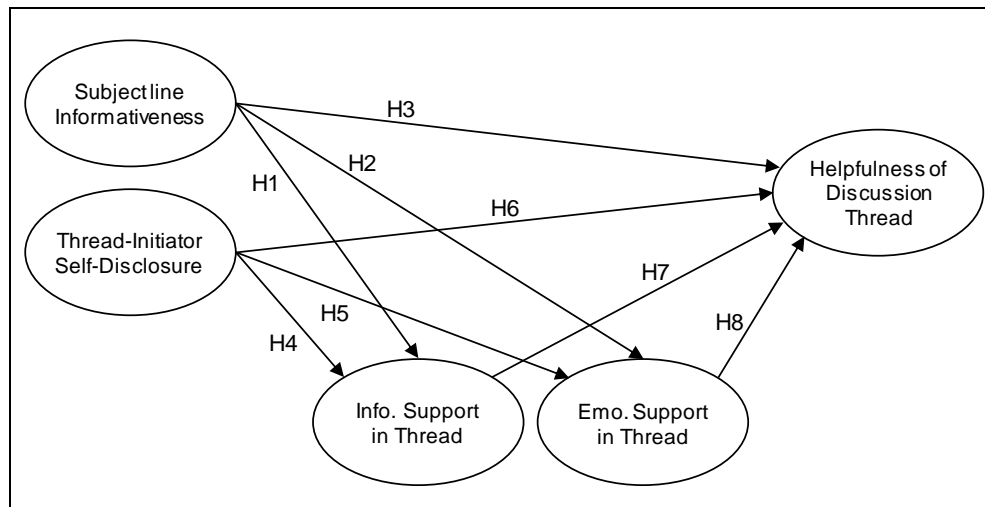 Subject line
Informativeness
H3
Helpfulness of
Discussion
Thread
H2
H1
H6
Thread-Initiator
Self-Disclosure
H7
H5
H8
H4
Info. Support
in Thread
Emo. Support
in Thread